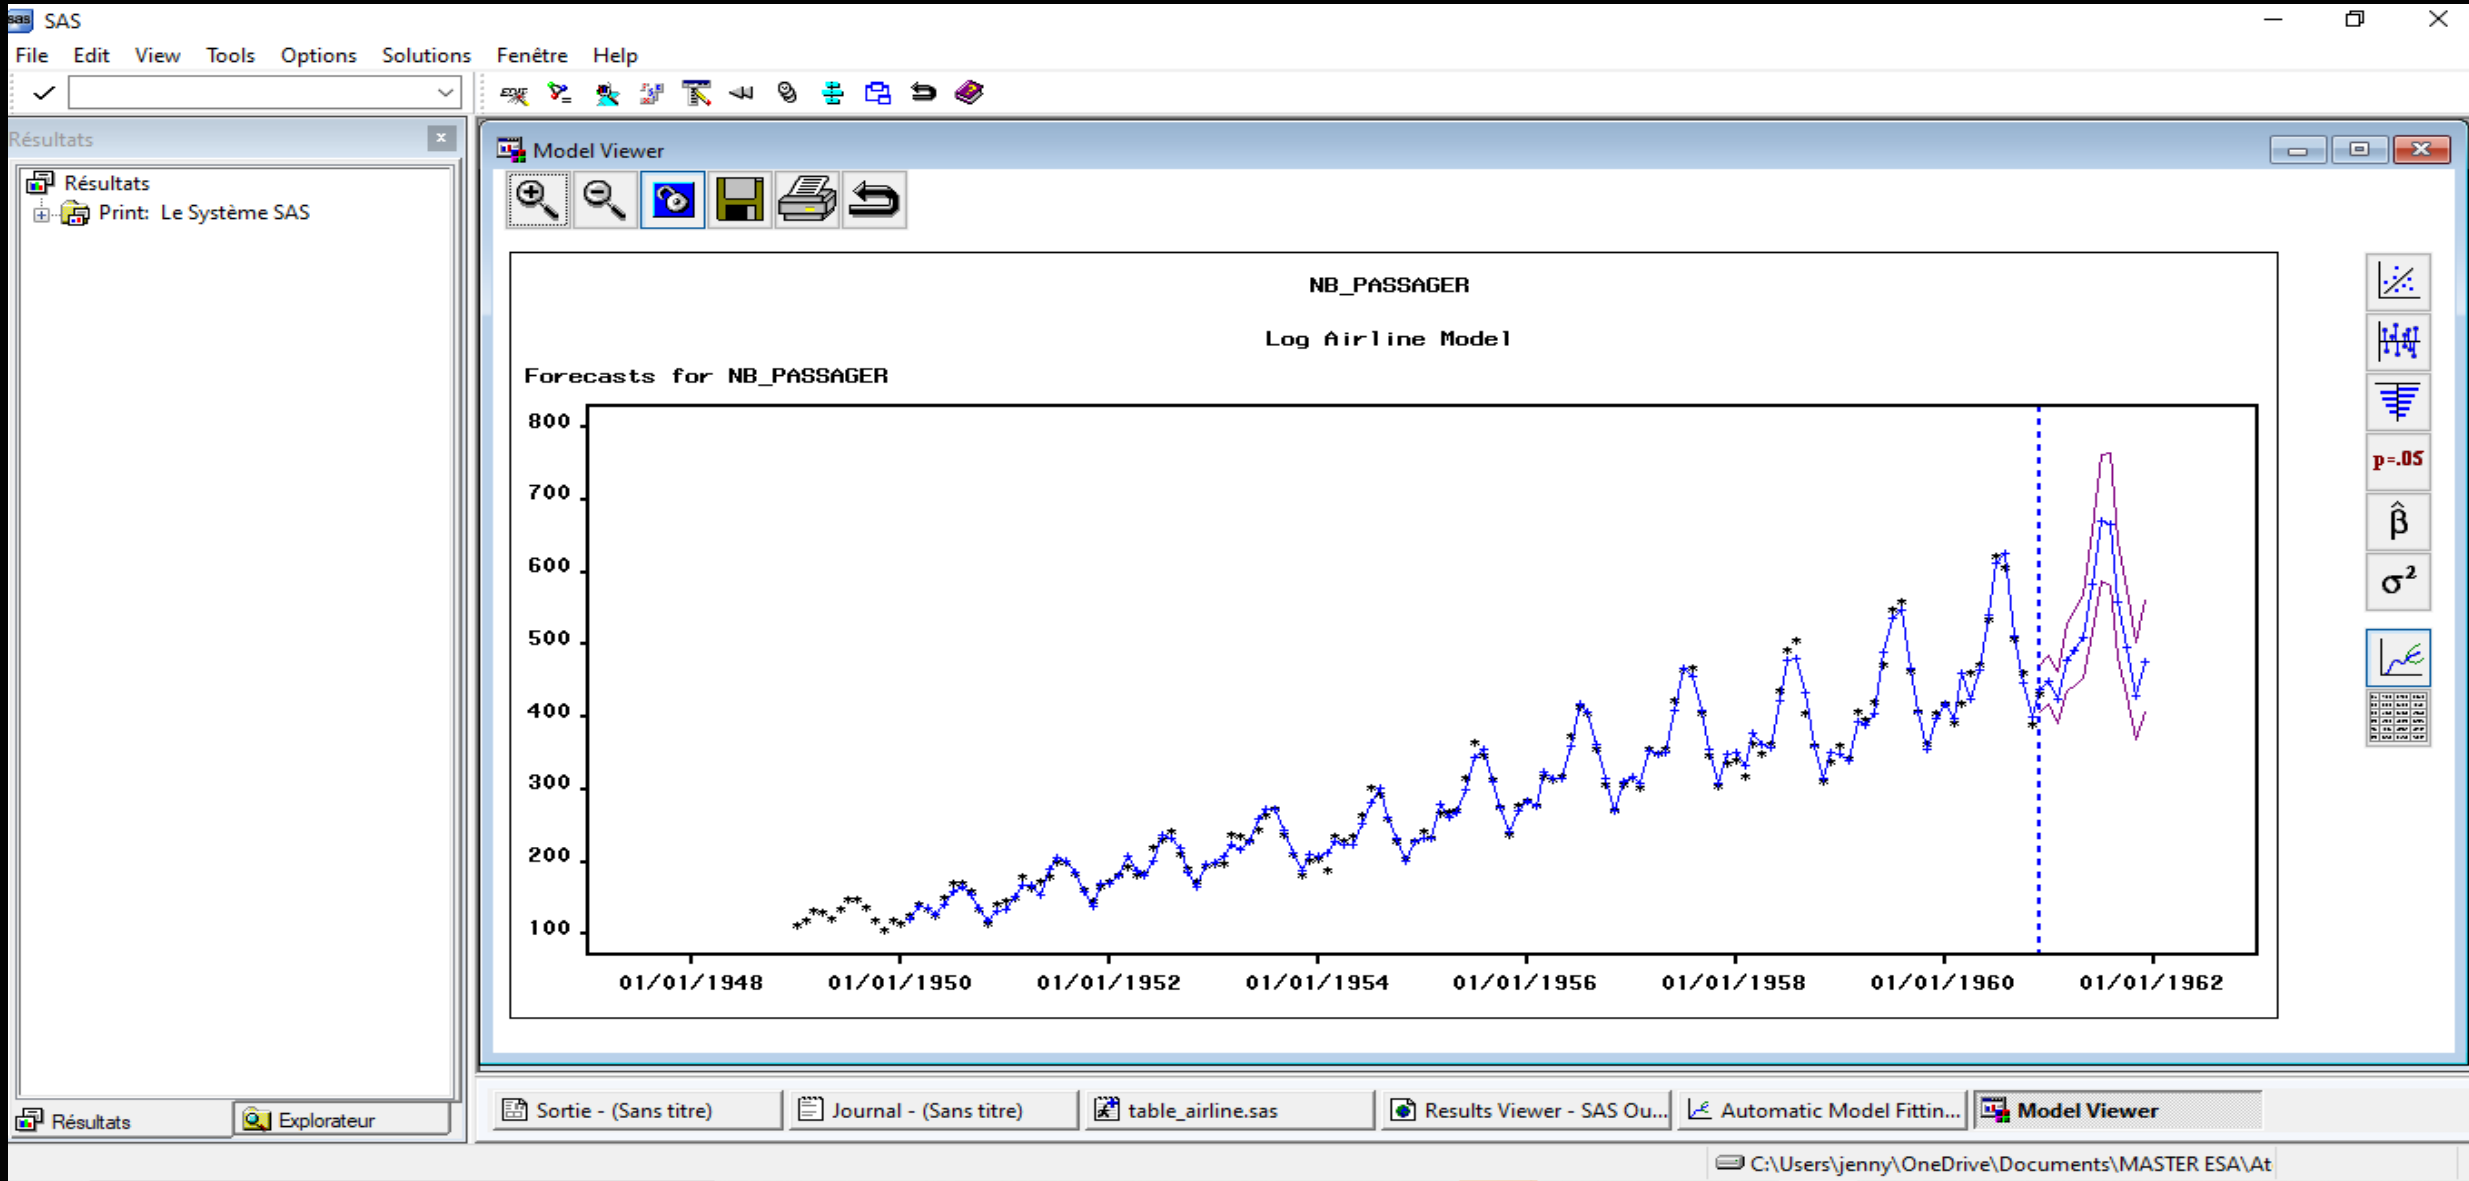 sas SAS
File Edit View Tools Options Solutions Fenêtre Help
Résultats
Résultats
Print: Le Système SAS
Model Viewer
NB_PASSAGER
Log Airline Model
Forecasts for NB_PASSAGER
800
700
600
500
400
300
200
100
01/01/1948 01/01/1950 01/01/1952 01/01/1954 01/01/1956 01/01/1958 01/01/1960 01/01/1962
p=.05
β̂
σ²
Résultats Explorateur
Sortie - (Sans titre) Journal - (Sans titre) table_airline.sas Results Viewer - SAS Ou... Automatic Model Fittin... Model Viewer
C:\Users\jenny\OneDrive\Documents\MASTER ESA\At